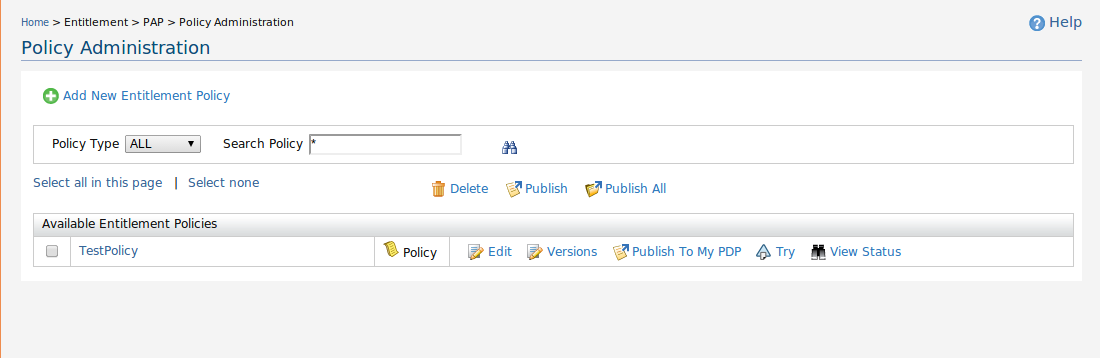 Home > Entitlement > PAP > Policy Administration
Help
Policy Administration
Add New Entitlement Policy
Policy Type ALL Search Policy *
Select all in this page | Select none Delete Publish Publish All
Available Entitlement Policies
TestPolicy Policy Edit Versions Publish To My PDP Try View Status